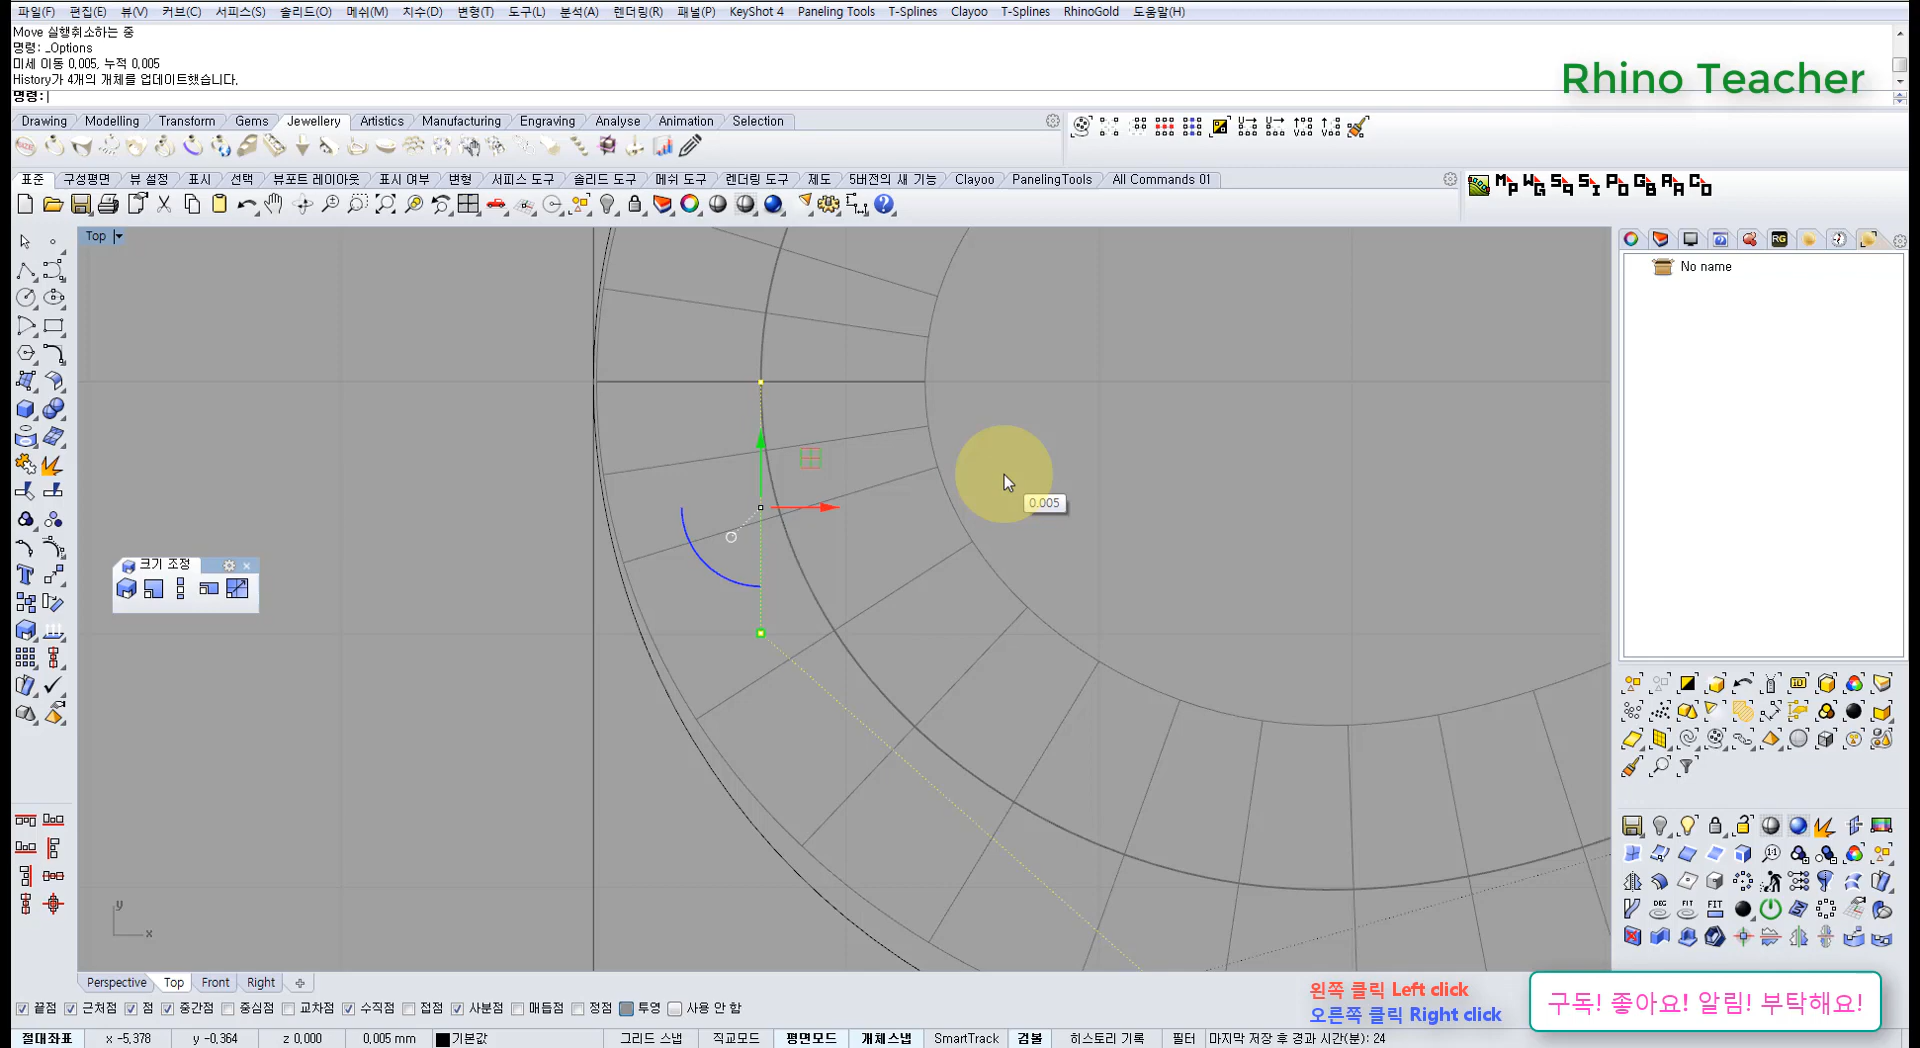 파일(F) 편집(E) 뷰(V) 커브(C) 서피스(S) 솔리드(O) 메쉬(M) 치수(D) 변형(T) 도구(L) 분석(A) 렌더링(R) 패널(P) KeyShot 4 Paneling Tools T-Splines Clayoo T-Splines RhinoGold 도움말(H)
Move 실행취소하는 중
명령: _Options
미세 이동 0,005, 누적 0,005
History가 4개의 개체를 업데이트했습니다.
명령:
Rhino Teacher
Drawing Modelling Transform Gems Jewellery Artistics Manufacturing Engraving Analyse Animation Selection
표준 구성평면 뷰 설정 표시 선택 뷰포트 레이아웃 표시 여부 변형 서피스 도구 솔리드 도구 메쉬 도구 렌더링 도구 제도 5버전의 새 기능 Clayoo PanelingTools All Commands 01
Top
RG
No name
0.005
크기 조정
y
x
Perspective Top Front Right
끝점 근처점 점 중간점 중심점 교차점 수직점 접점 사분점 매듭점 정점 투영 사용 안 함
왼쪽 클릭 Left click
오른쪽 클릭 Right click
구독! 좋아요! 알림! 부탁해요!
절대좌표 x -5,378 y -0,364 z 0,000 0,005 mm 기본값 그리드 스냅 직교모드 평면모드 개체스냅 SmartTrack 검볼 히스토리 기록 필터 마지막 저장 후 경과 시간(분): 24